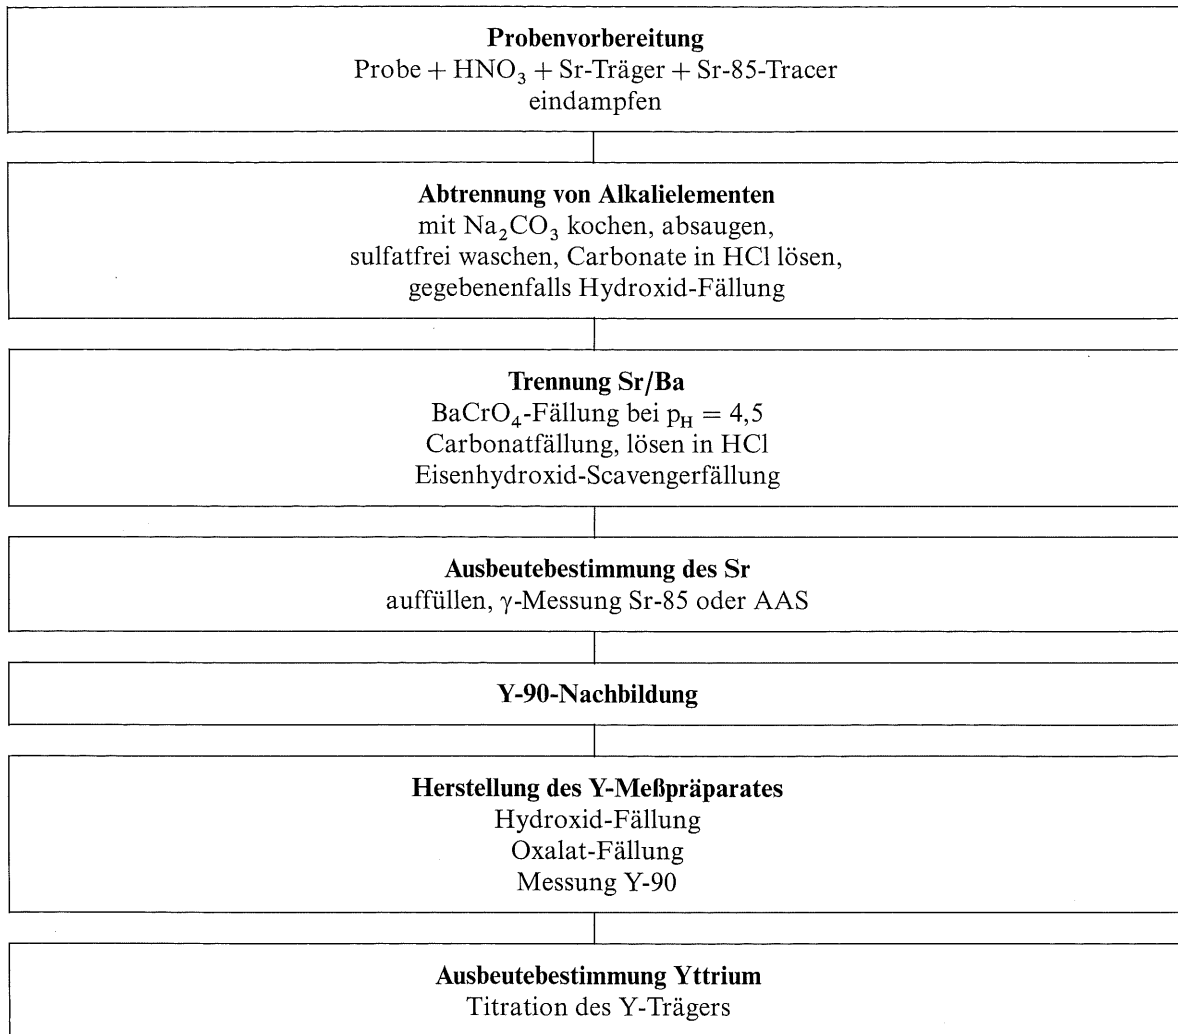 Probenvorbereitung
Probe + HNO₃ + Sr-Träger + Sr-85-Tracer
eindampfen
Abtrennung von Alkalielementen
mit Na₂CO₃ kochen, absaugen,
sulfatfrei waschen, Carbonate in HCl lösen,
gegebenenfalls Hydroxid-Fällung
Trennung Sr/Ba
BaCrO₄-Fällung bei p_H = 4,5
Carbonatfällung, lösen in HCl
Eisenhydroxid-Scavengerfällung
Ausbeutebestimmung des Sr
auffüllen, γ-Messung Sr-85 oder AAS
Y-90-Nachbildung
Herstellung des Y-Meßpräparates
Hydroxid-Fällung
Oxalat-Fällung
Messung Y-90
Ausbeutebestimmung Yttrium
Titration des Y-Trägers